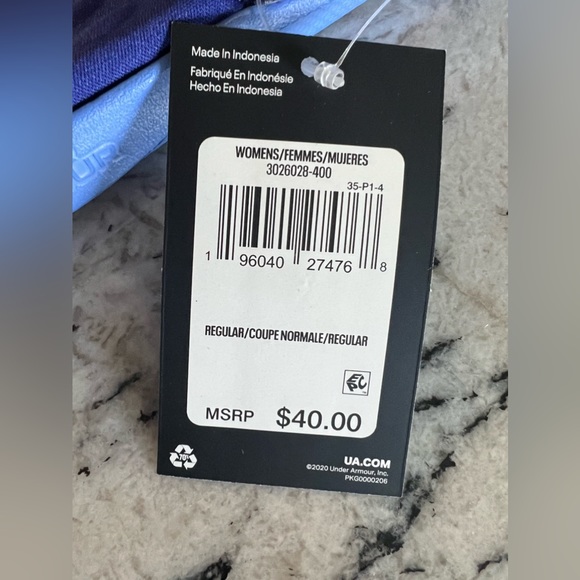 Made In Indonesia
Fabriqué En Indonésie
Hecho En Indonesia
WOMENS/FEMMES/MUJERES
3026028-400
35-P1-4
1 96040 27476 8
REGULAR/COUPE NORMALE/REGULAR
MSRP $40.00
UA.COM
©2020 Under Armour, Inc.
PKG0000206